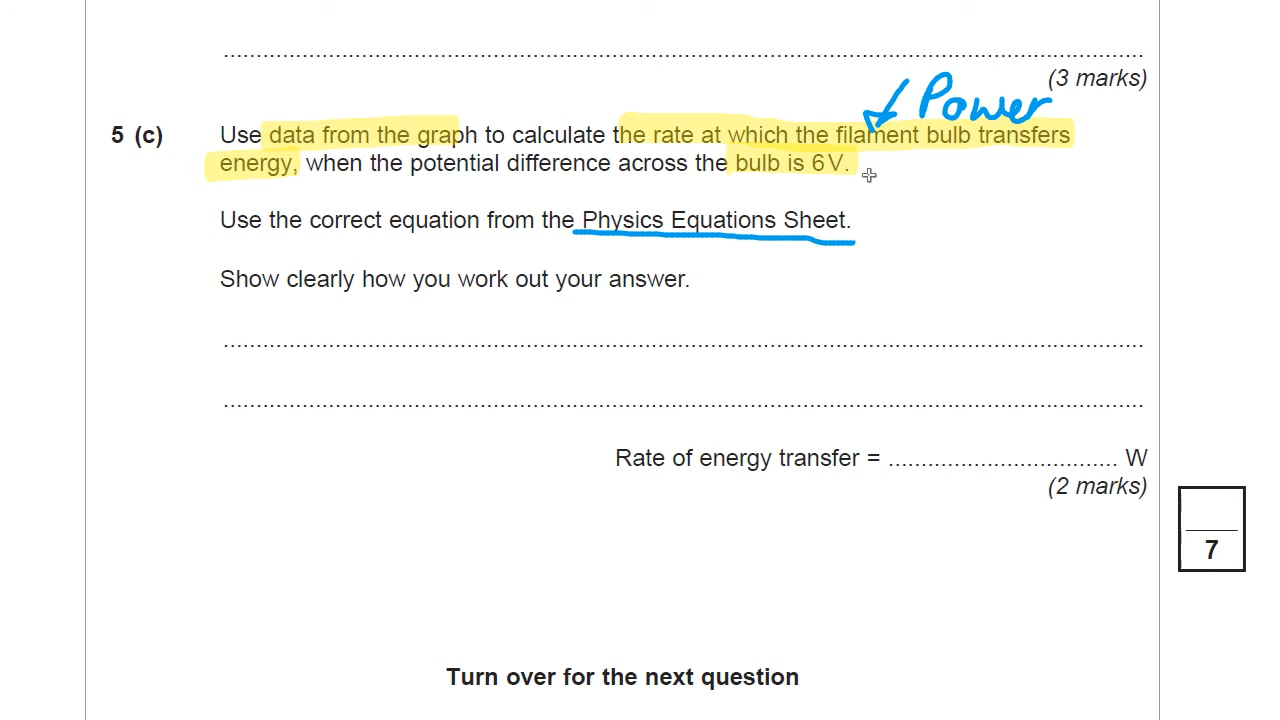 (3 marks)
Power
5 (c) Use data from the graph to calculate the rate at which the filament bulb transfers
energy, when the potential difference across the bulb is 6 V.
Use the correct equation from the Physics Equations Sheet.
Show clearly how you work out your answer.
Rate of energy transfer = .................................. W
(2 marks)
7
Turn over for the next question